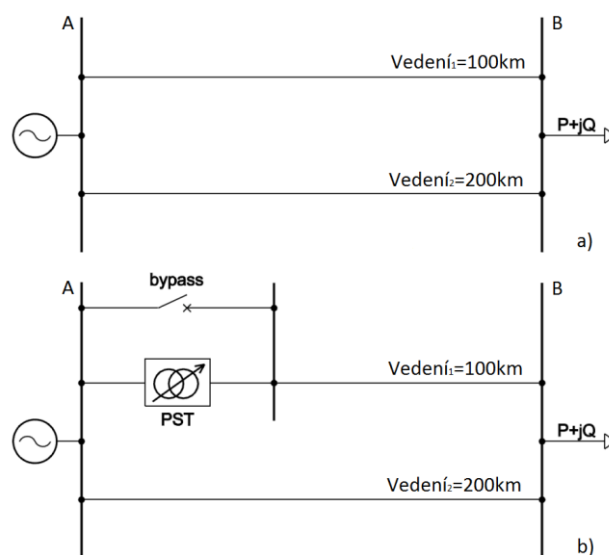 A
B
Vedení₁=100km
P+jQ
Vedení₂=200km
a)
A
bypass
B
Vedení₁=100km
PST
P+jQ
Vedení₂=200km
b)